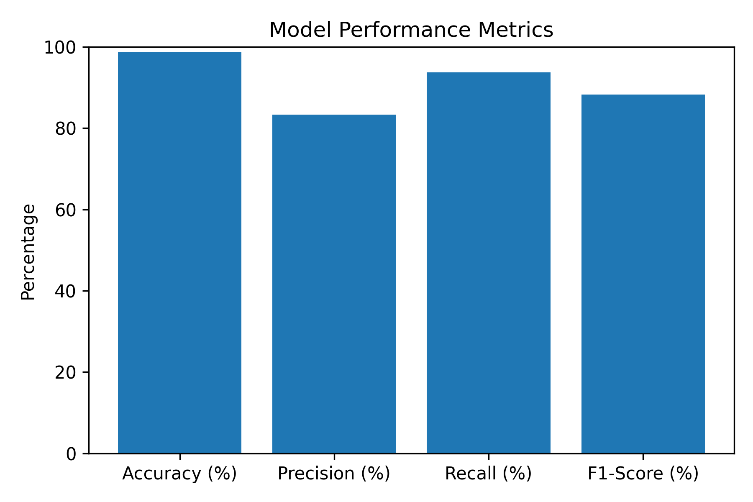 Model Performance Metrics
Percentage
100
80
60
40
20
0
Accuracy (%)
Precision (%)
Recall (%)
F1-Score (%)